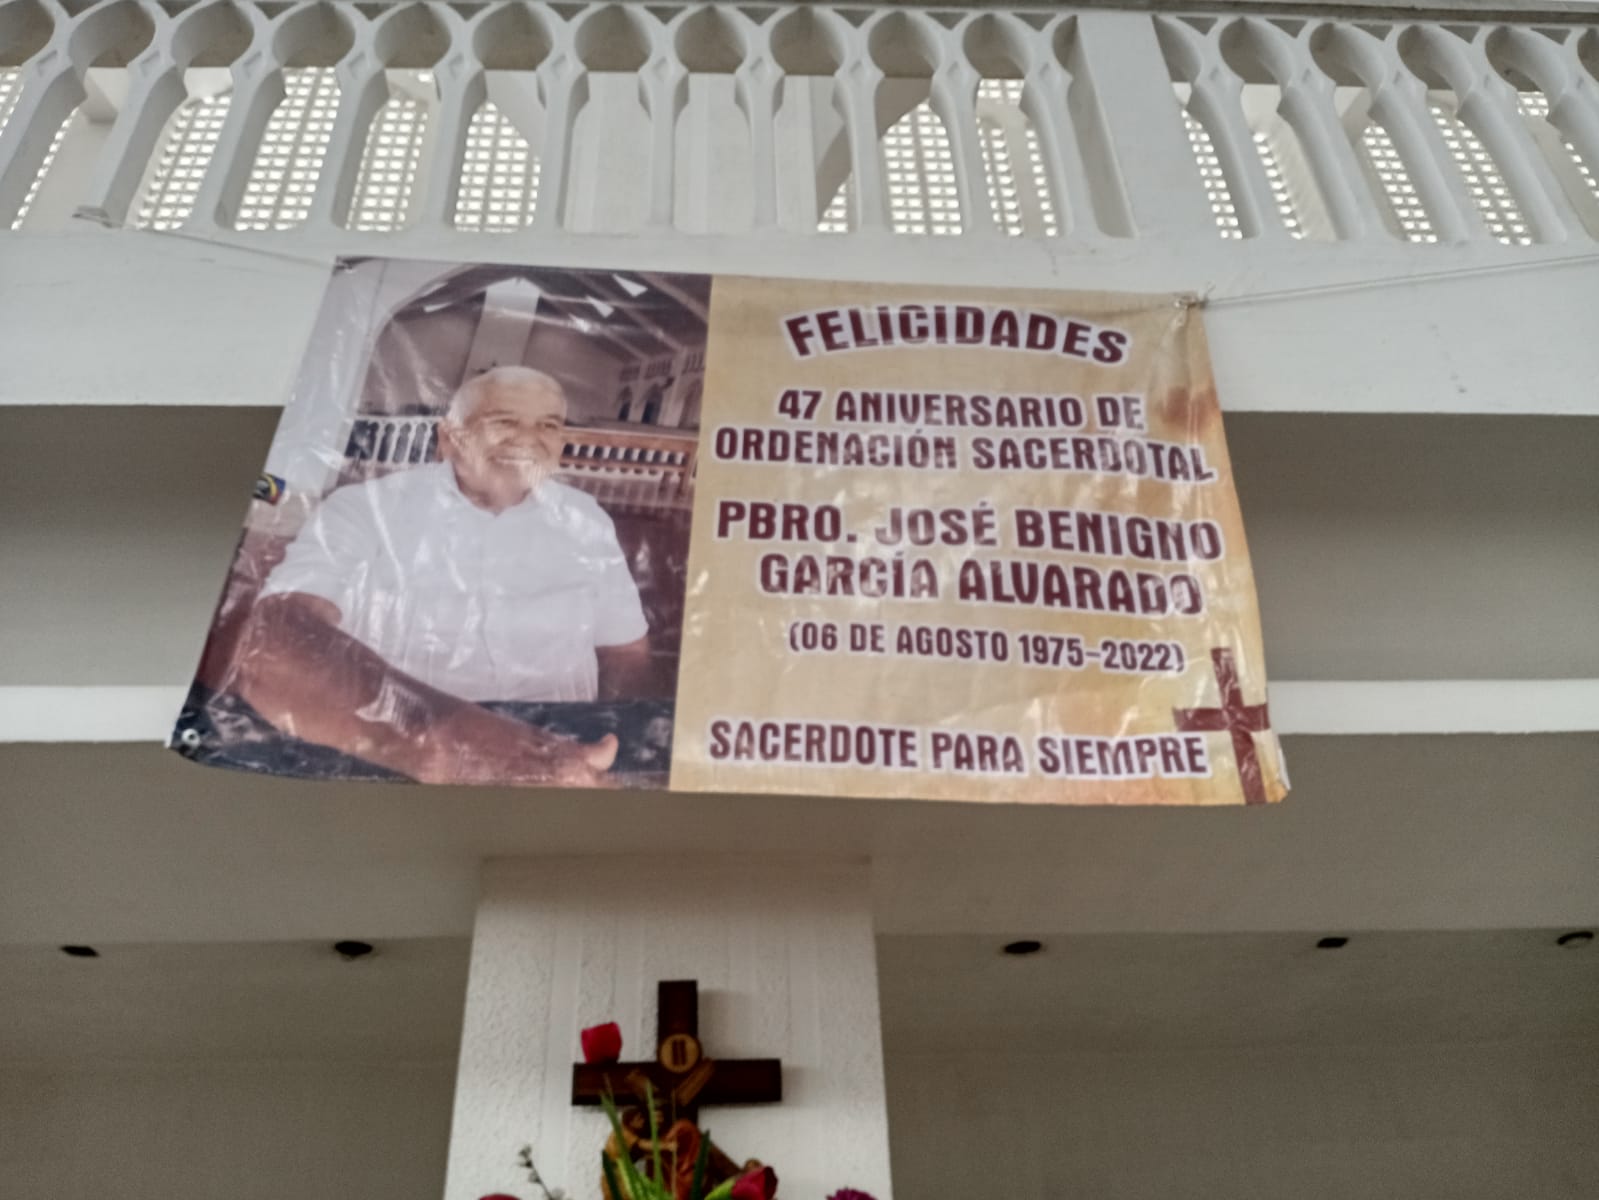 FELICIDADES
47 ANIVERSARIO DE
ORDENACIÓN SACERDOTAL
PBRO. JOSÉ BENIGNO
GARCÍA ALVARADO
(06 DE AGOSTO 1975-2022)
SACERDOTE PARA SIEMPRE
II